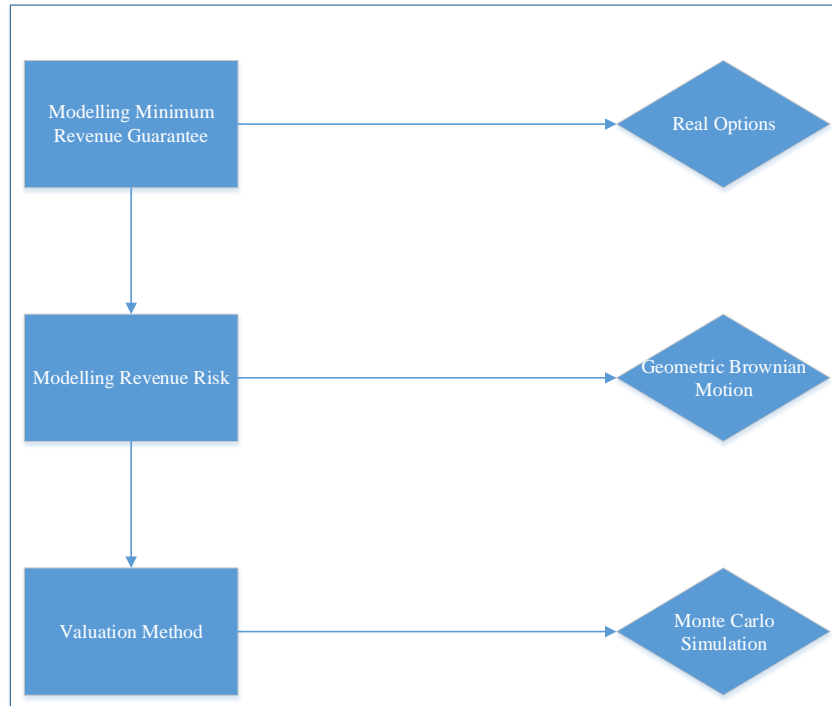 Modelling Minimum
Revenue Guarantee
Real Options
Modelling Revenue Risk
Geometric Brownian
Motion
Valuation Method
Monte Carlo
Simulation